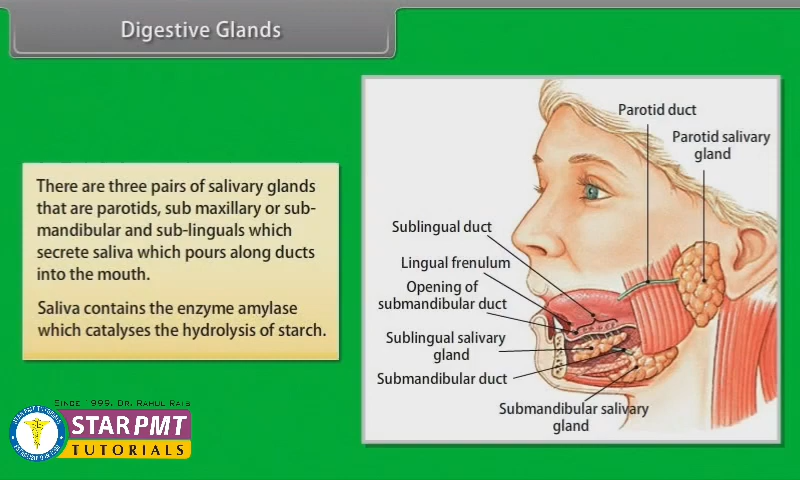 Digestive Glands
There are three pairs of salivary glands
that are parotids, sub maxillary or sub-
mandibular and sub-linguals which
secrete saliva which pours along ducts
into the mouth.
Saliva contains the enzyme amylase
which catalyses the hydrolysis of starch.
Parotid duct
Parotid salivary
gland
Sublingual duct
Lingual frenulum
Opening of
submandibular duct
Sublingual salivary
gland
Submandibular duct
Submandibular salivary
gland
SINCE 1999, DR. RAHUL RAI'S
STAR PMT
TUTORIALS